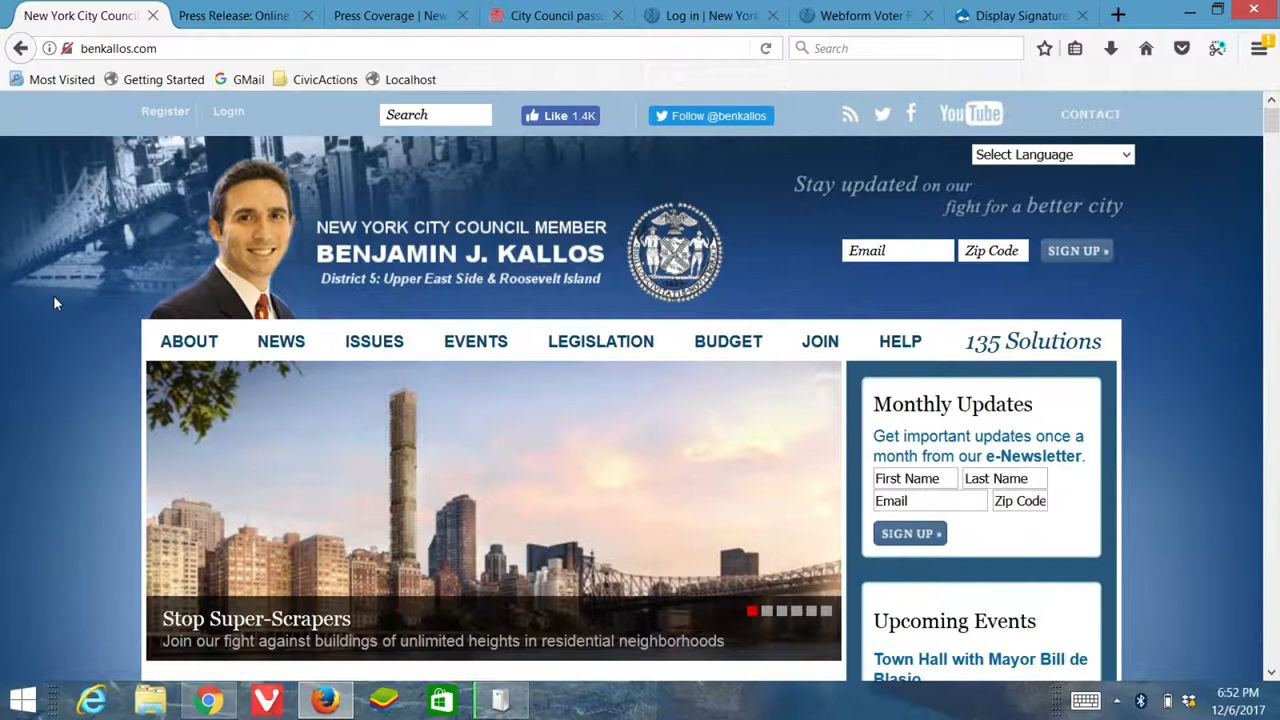 New York City Counci
Press Release: Online
Press Coverage | New
City Council pass
Log in | New York
Webform Voter P
Display Signature
benkallos.com
Search
Most Visited
Getting Started
GMail
CivicActions
Localhost
Register
Login
Search
Like 1.4K
Follow @benkallos
YouTube
CONTACT
Select Language
Stay updated on our
fight for a better city
NEW YORK CITY COUNCIL MEMBER
BENJAMIN J. KALLOS
District 5: Upper East Side & Roosevelt Island
Email
Zip Code
SIGN UP »
ABOUT
NEWS
ISSUES
EVENTS
LEGISLATION
BUDGET
JOIN
HELP
135 Solutions
Stop Super-Scrapers
Join our fight against buildings of unlimited heights in residential neighborhoods
Monthly Updates
Get important updates once a
month from our e-Newsletter.
First Name
Last Name
Email
Zip Code
SIGN UP »
Upcoming Events
Town Hall with Mayor Bill de
Blasio
6:52 PM
12/6/2017